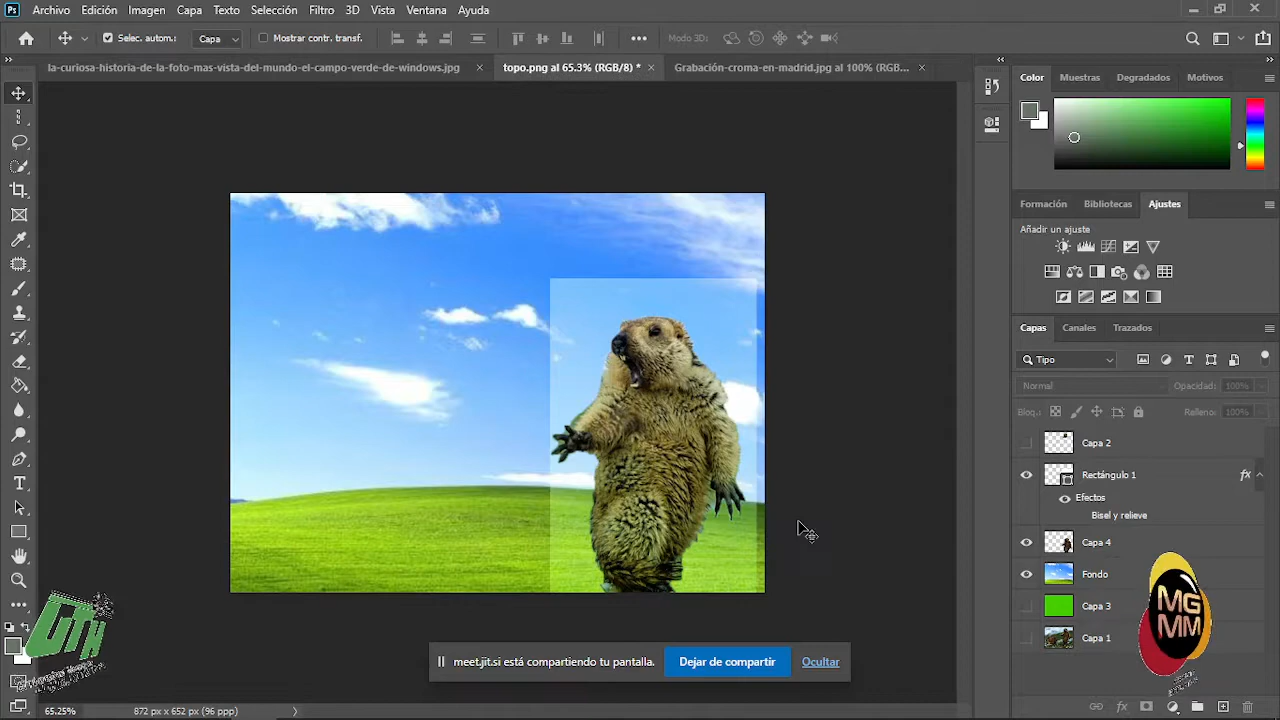 Ps Archivo Edición Imagen Capa Texto Selección Filtro 3D Vista Ventana Ayuda
Selec. autom.: Capa Mostrar contr. transf. Modo 3D:
la-curiosa-historia-de-la-foto-mas-vista-del-mundo-el-campo-verde-de-windows.jpg topo.png al 65.3% (RGB/8) * Grabación-croma-en-madrid.jpg al 100% (RGB...
Color Muestras Degradados Motivos
Formación Bibliotecas Ajustes
Añadir un ajuste
Capas Canales Trazados
Tipo
Normal Opacidad: 100%
Bloq.: Relleno: 100%
Capa 2
Rectángulo 1 fx
Efectos
Bisel y relieve
Capa 4
Fondo
Capa 3
Capa 1
UTH
MG
MM
meet.jit.si está compartiendo tu pantalla. Dejar de compartir Ocultar
65.25% 872 px x 652 px (96 ppp)